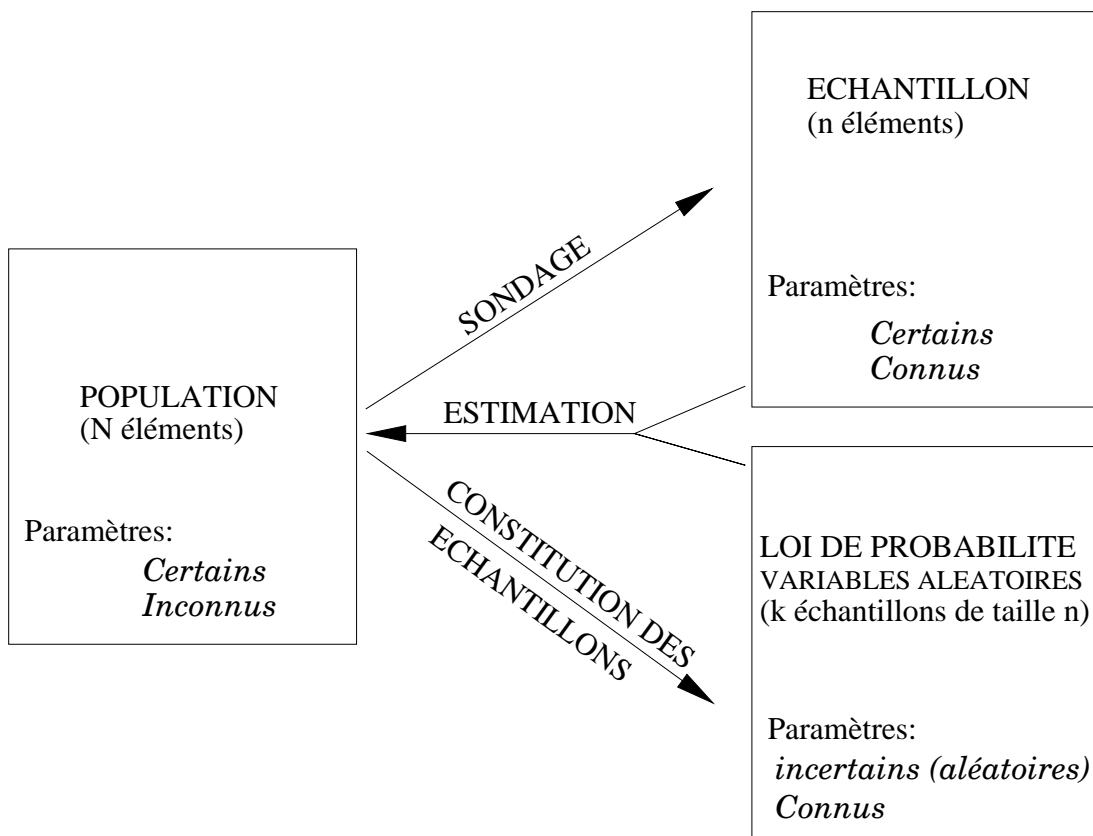 ECHANTILLON
(n éléments)
Paramètres:
Certains
Connus
SONDAGE
POPULATION
(N éléments)
Paramètres:
Certains
Inconnus
ESTIMATION
CONSTITUTION DES
ECHANTILLONS
LOI DE PROBABILITE
VARIABLES ALEATOIRES
(k échantillons de taille n)
Paramètres:
incertains (aléatoires)
Connus